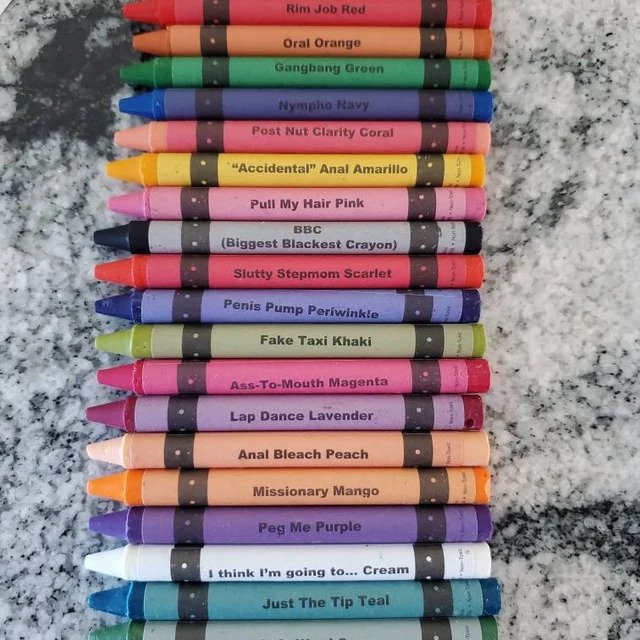 Rim Job Red
Oral Orange
Gangbang Green
Nympho Navy
Post Nut Clarity Coral
“Accidental” Anal Amarillo
Pull My Hair Pink
BBC
(Biggest Blackest Crayon)
Slutty Stepmom Scarlet
Penis Pump Periwinkle
Fake Taxi Khaki
Ass-To-Mouth Magenta
Lap Dance Lavender
Anal Bleach Peach
Missionary Mango
Peg Me Purple
I think I’m going to... Cream
Just The Tip Teal